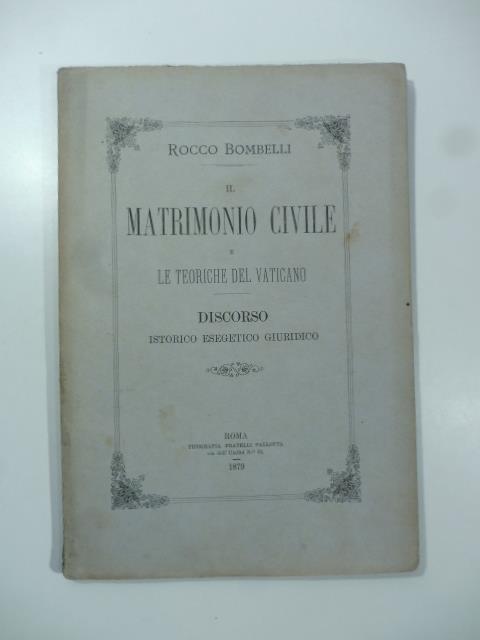 ROCCO BOMBELLI
IL
MATRIMONIO CIVILE
E
LE TEORICHE DEL VATICANO
DISCORSO
ISTORICO ESEGETICO GIURIDICO
ROMA
TIPOGRAFIA FRATELLI PALLOTTA
1879